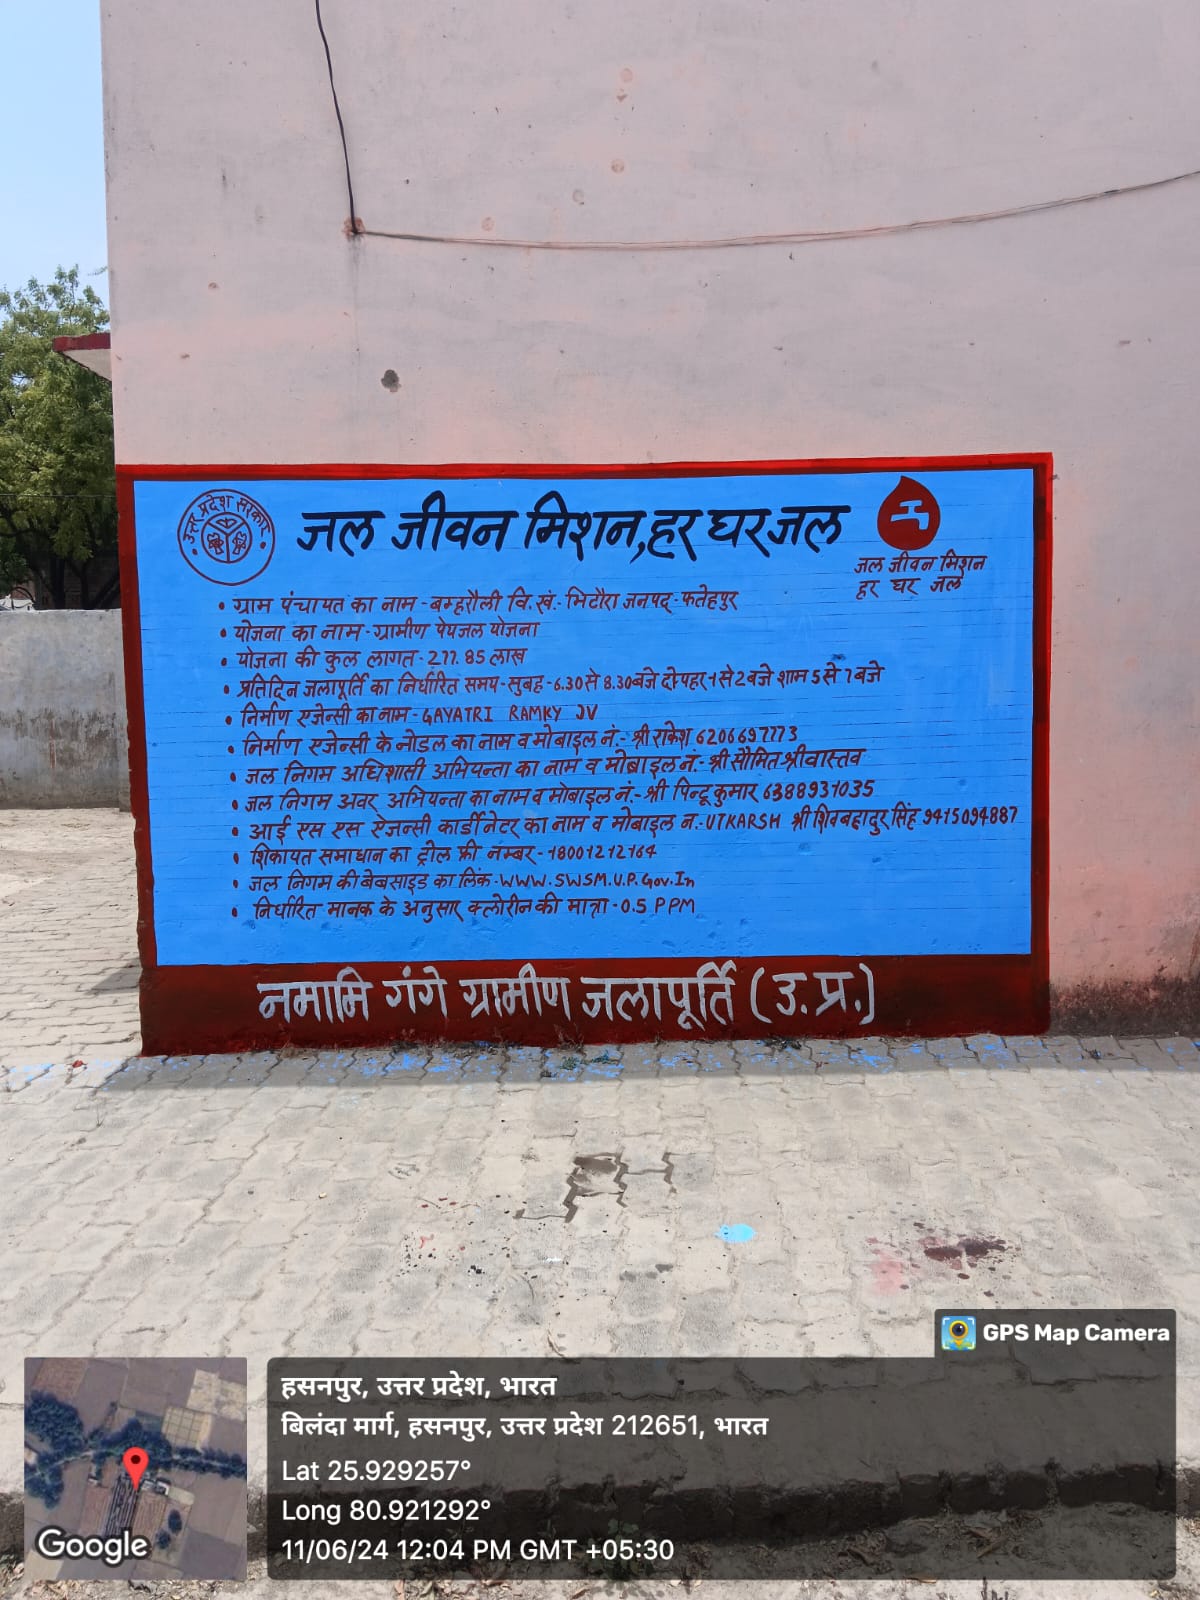 उत्तर प्रदेश सरकार
जल जीवन मिशन, हर घर जल
जल जीवन मिशन
हर घर जल
• ग्राम पंचायत का नाम - बम्हरौली वि.खं.- भिटौरा जनपद - फतेहपुर
• योजना का नाम - ग्रामीण पेयजल योजना
• योजना की कुल लागत - 277.85 लाख
• प्रतिदिन जलापूर्ति का निर्धारित समय - सुबह - 6.30 से 8.30 बजे दोपहर 1 से 2 बजे शाम 5 से 7 बजे
• निर्माण एजेन्सी का नाम - GAYATRI RAMKY JV
• निर्माण एजेन्सी के नोडल का नाम व मोबाइल नं.- श्री राकेश 6206697773
• जल निगम अधिशासी अभियन्ता का नाम व मोबाइल नं.- श्री सौमित श्रीवास्तव
• जल निगम अवर अभियन्ता का नाम व मोबाइल नं.- श्री पिन्टू कुमार 6388931035
• आई एस एस ऐजन्सी कार्डीनेटर का नाम व मोबाइल न.- UTKARSH श्री शिवबहादुर सिंह 9415094887
• शिकायत समाधान का ट्रोल फ्री नम्बर - 18001212164
• जल निगम की बेबसाइड का लिंक - WWW.SWSM.U.P.Gov.In
• निर्धारित मानक के अनुसार क्लोरीन की मात्रा - 0.5 PPM
नमामि गंगे ग्रामीण जलापूर्ति (उ.प्र.)
GPS Map Camera
हसनपुर, उत्तर प्रदेश, भारत
बिलंदा मार्ग, हसनपुर, उत्तर प्रदेश 212651, भारत
Lat 25.929257°
Long 80.921292°
11/06/24 12:04 PM GMT +05:30
Google